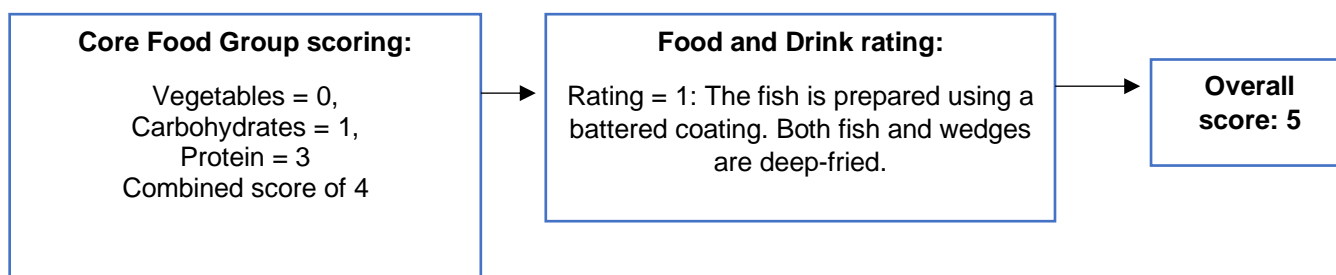 Core Food Group scoring:
Vegetables = 0,
Carbohydrates = 1,
Protein = 3
Combined score of 4
Food and Drink rating:
Rating = 1: The fish is prepared using a
battered coating. Both fish and wedges
are deep-fried.
Overall
score: 5